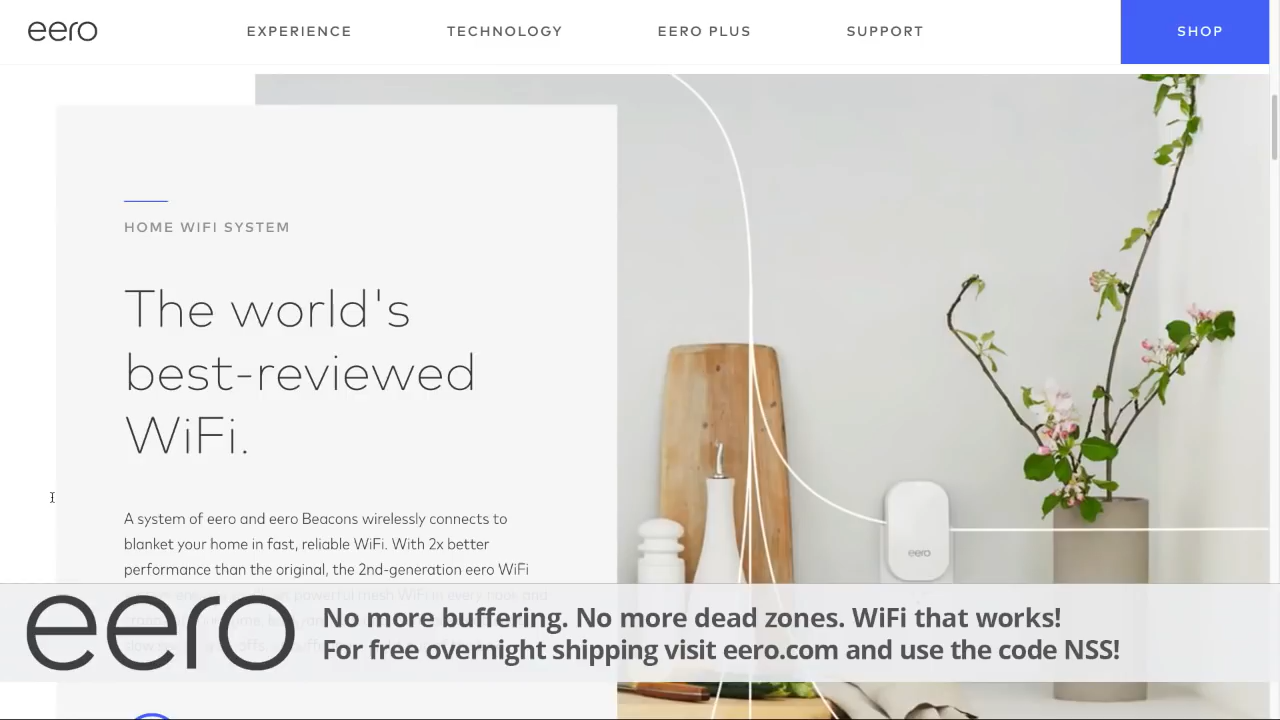 eero
EXPERIENCE
TECHNOLOGY
EERO PLUS
SUPPORT
SHOP
HOME WIFI SYSTEM
The world's
best-reviewed
WiFi.
A system of eero and eero Beacons wirelessly connects to
blanket your home in fast, reliable WiFi. With 2x better
performance than the original, the 2nd-generation eero WiFi
eero
eero
No more buffering. No more dead zones. WiFi that works!
For free overnight shipping visit eero.com and use the code NSS!